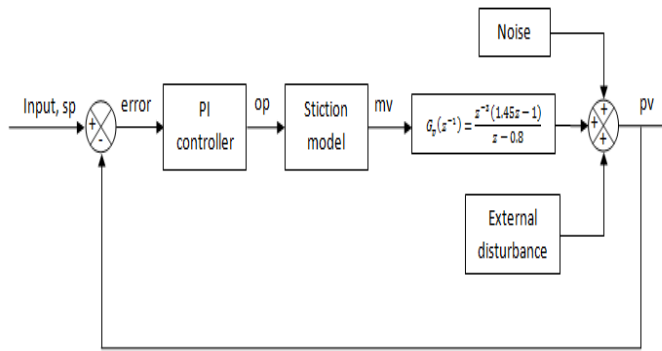 Noise
Input, sp
error
PI
controller
op
Stiction
model
mv
G_p(z⁻¹) = z⁻³(1.45z − 1) / z − 0.8
pv
+
-
+
+
+
External
disturbance